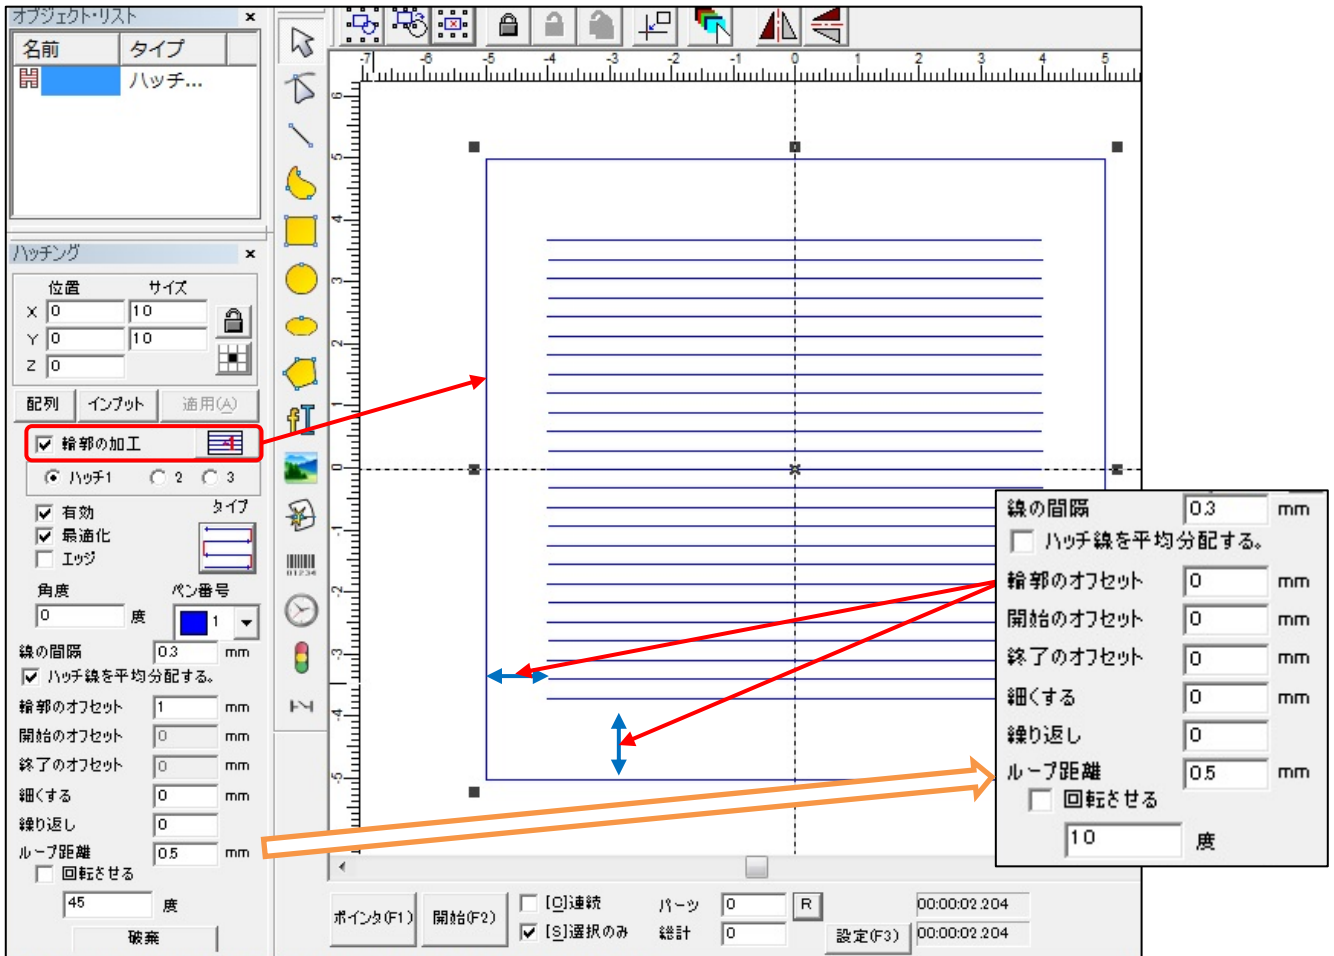 オブジェクト・リスト x
名前 タイプ
ハッチ...
ハッチング x
位置 サイズ
X 0 10
Y 0 10
Z 0
配列 インプット 適用(A)
輪郭の加工
ハッチ1 2 3
有効 タイプ
最適化
エッジ
角度 ペン番号
0 度 1
線の間隔 0.3 mm
ハッチ線を平均分配する。
輪郭のオフセット 1 mm
開始のオフセット 0 mm
終了のオフセット 0 mm
細くする 0 mm
繰り返し 0
ループ距離 0.5 mm
回転させる
45 度
破棄
-7 -6 -5 -4 -3 -2 -1 0 1 2 3 4 5
6
5
4
3
2
1
0
-1
-2
-3
-4
-5
fI
01234
線の間隔 0.3 mm
ハッチ線を平均分配する。
輪郭のオフセット 0 mm
開始のオフセット 0 mm
終了のオフセット 0 mm
細くする 0 mm
繰り返し 0
ループ距離 0.5 mm
回転させる
10 度
ポインタ(F1) 開始(F2) [O]連続 パーツ 0 R 00:00:02.204
[S]選択のみ 総計 0 設定(F3) 00:00:02.204